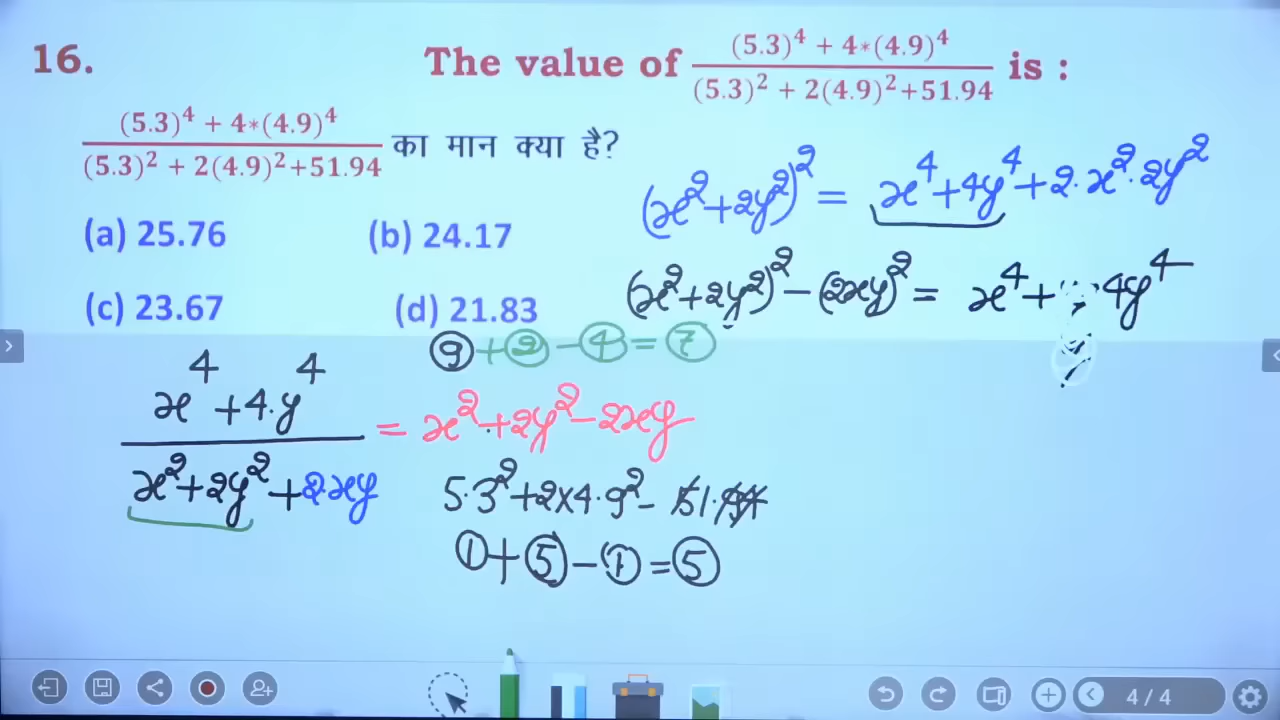 16. The value of \frac{(5.3)^4 + 4*(4.9)^4}{(5.3)^2 + 2(4.9)^2+51.94} is :
\frac{(5.3)^4 + 4*(4.9)^4}{(5.3)^2 + 2(4.9)^2+51.94} का मान क्या है?
(a) 25.76 (b) 24.17
(c) 23.67 (d) 21.83
(x^2+2y^2)^2 = x^4+4y^4+2·x^2·2y^2
(x^2+2y^2)^2-(2xy)^2 = x^4+4y^4
9+2-4=7
\frac{x^4+4·y^4}{x^2+2y^2+2xy} = x^2+2y^2-2xy
5.3^2+2×4.9^2-51.94
1+5-1=5
4 / 4